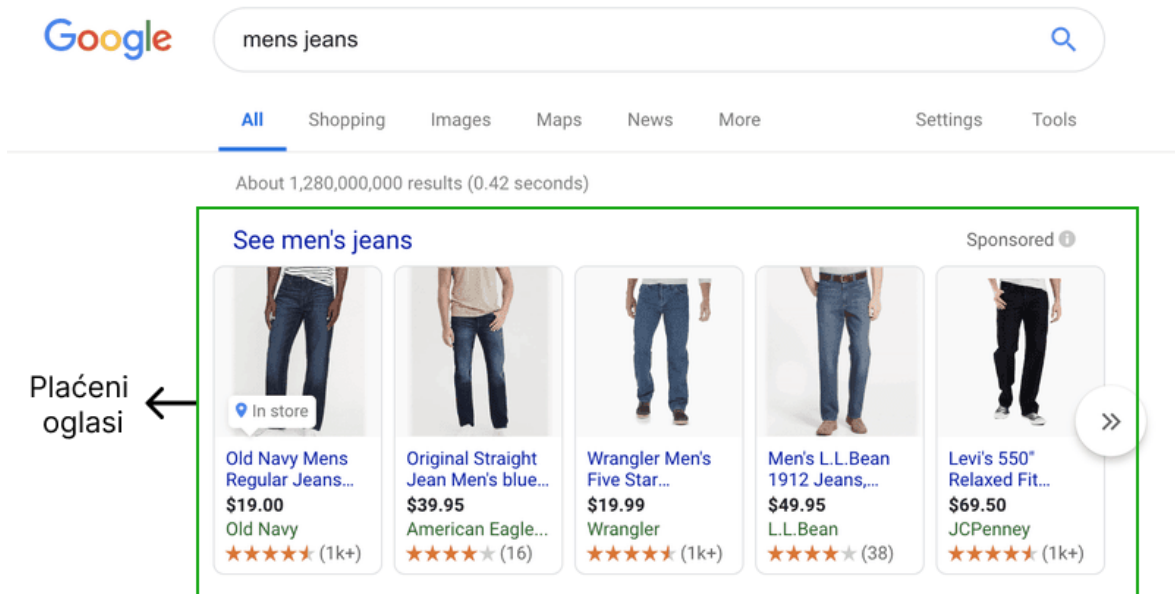 Google
mens jeans
All Shopping Images Maps News More Settings Tools
About 1,280,000,000 results (0.42 seconds)
See men's jeans
Sponsored
Plaćeni
oglasi
In store
Old Navy Mens
Regular Jeans...
$19.00
Old Navy
(1k+)
Original Straight
Jean Men's blue...
$39.95
American Eagle...
(16)
Wrangler Men's
Five Star...
$19.99
Wrangler
(1k+)
Men's L.L.Bean
1912 Jeans,...
$49.95
L.L.Bean
(38)
Levi's 550"
Relaxed Fit...
$69.50
JCPenney
(1k+)